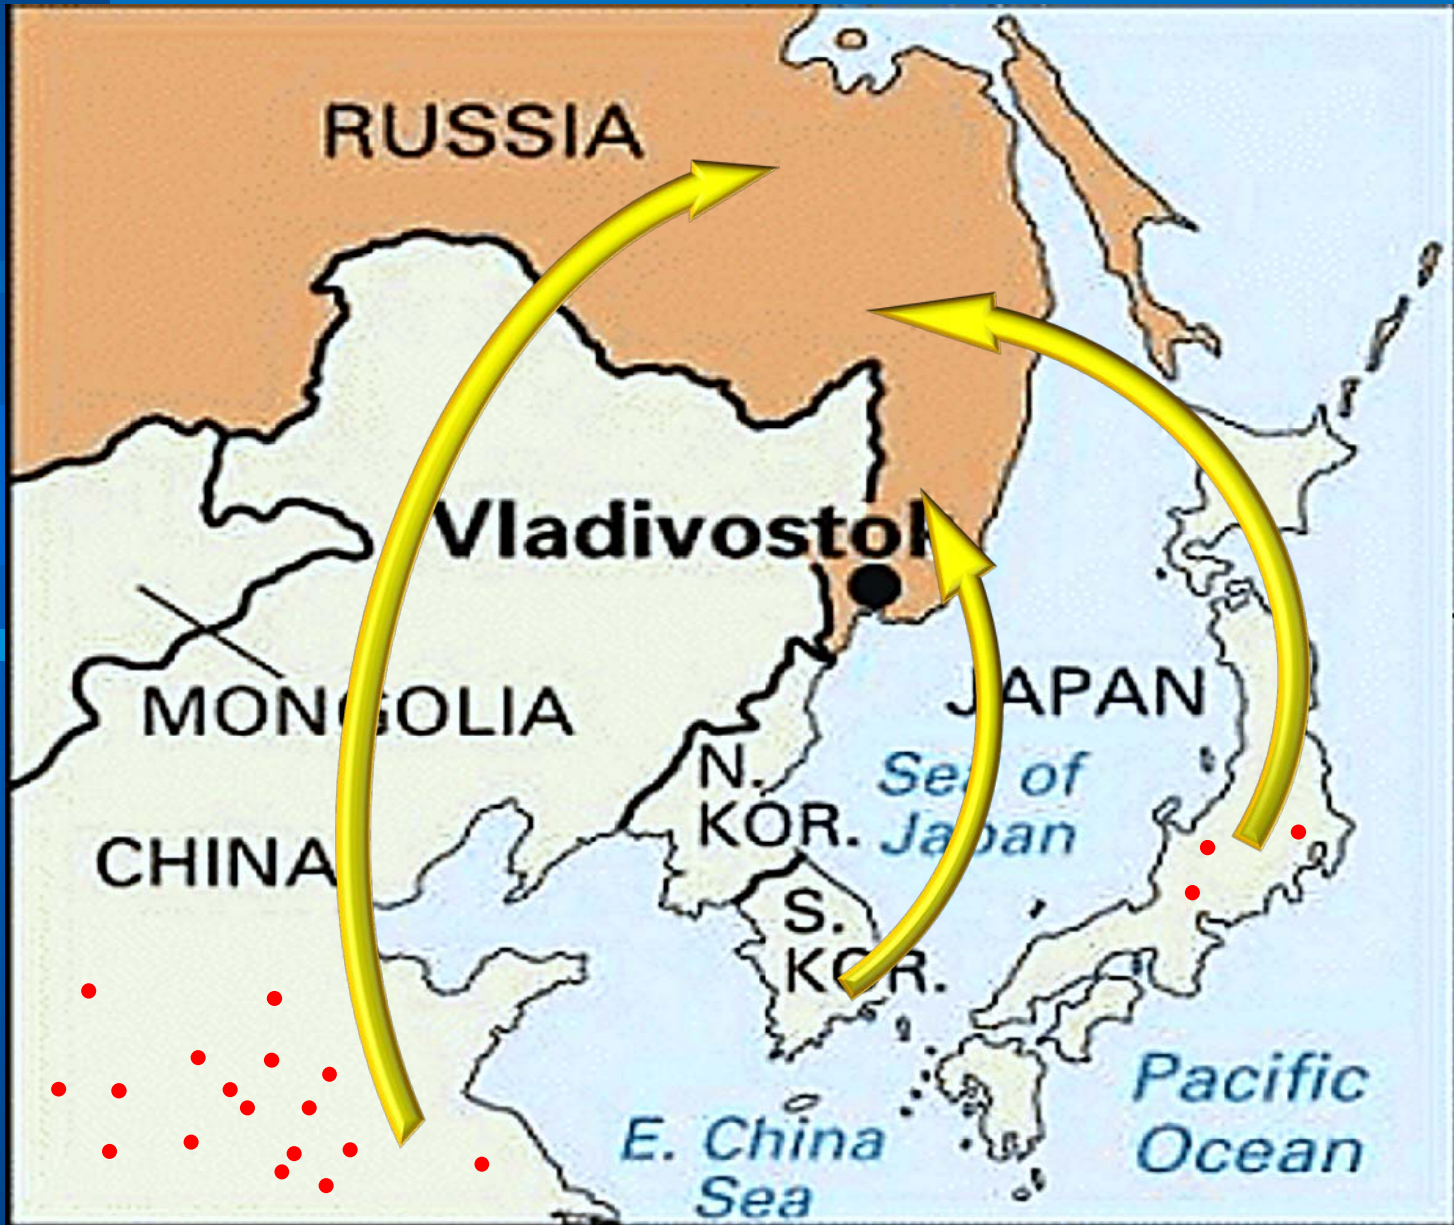 RUSSIA
Vladivostok
MONGOLIA
JAPAN
N.
KOR.
Sea of
Japan
CHINA
S.
KOR.
Pacific
Ocean
E. China
Sea